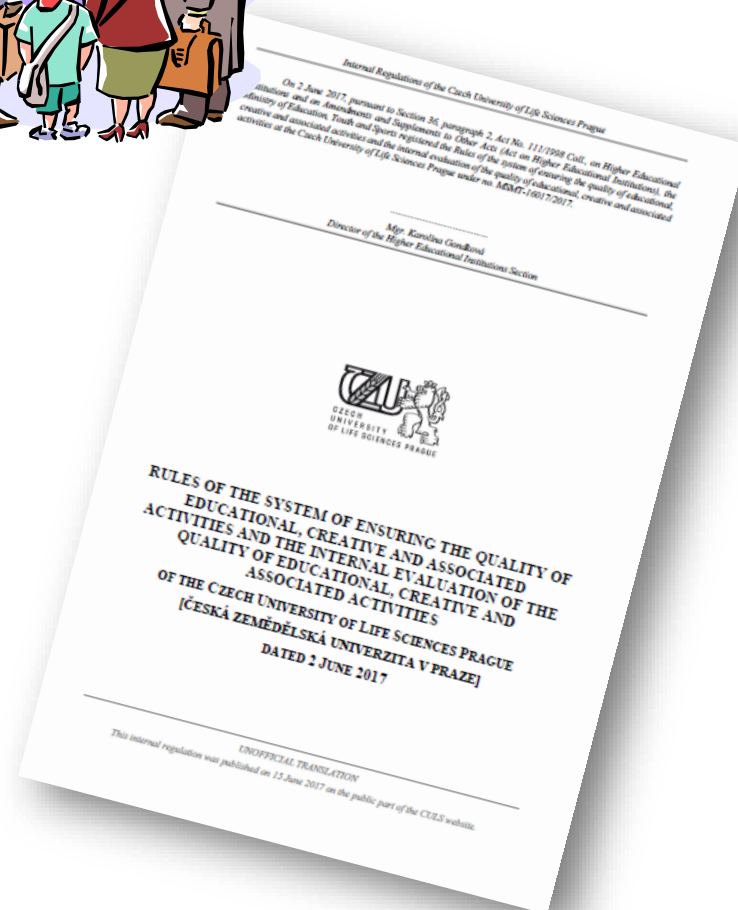 Internal Regulations of the Czech University of Life Sciences Prague
On 2 June 2017, pursuant to Section 36, paragraph 2, Act No. 111/1998 Coll., on Higher Educational
Institutions and on Amendments and Supplements to Other Acts (Act on Higher Educational Institutions), the
Ministry of Education, Youth and Sports registered the Rules of the system of ensuring the quality of educational,
creative and associated activities and the internal evaluation of the quality of educational, creative and associated
activities at the Czech University of Life Sciences Prague under no. MSMT-16017/2017.
Mgr. Karolína Gondková
Director of the Higher Educational Institutions Section
CZU
CZECH
UNIVERSITY
OF LIFE SCIENCES PRAGUE
RULES OF THE SYSTEM OF ENSURING THE QUALITY OF
EDUCATIONAL, CREATIVE AND ASSOCIATED
ACTIVITIES AND THE INTERNAL EVALUATION OF THE
QUALITY OF EDUCATIONAL, CREATIVE AND
ASSOCIATED ACTIVITIES
OF THE CZECH UNIVERSITY OF LIFE SCIENCES PRAGUE
[ČESKÁ ZEMĚDĚLSKÁ UNIVERZITA V PRAZE]
DATED 2 JUNE 2017
UNOFFICIAL TRANSLATION
This internal regulation was published on 15 June 2017 on the public part of the CULS website.